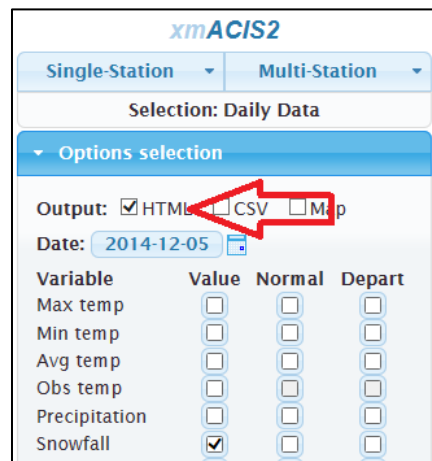 xmACIS2
Single-Station Multi-Station
Selection: Daily Data
Options selection
Output: HTML CSV Map
Date: 2014-12-05
Variable Value Normal Depart
Max temp
Min temp
Avg temp
Obs temp
Precipitation
Snowfall